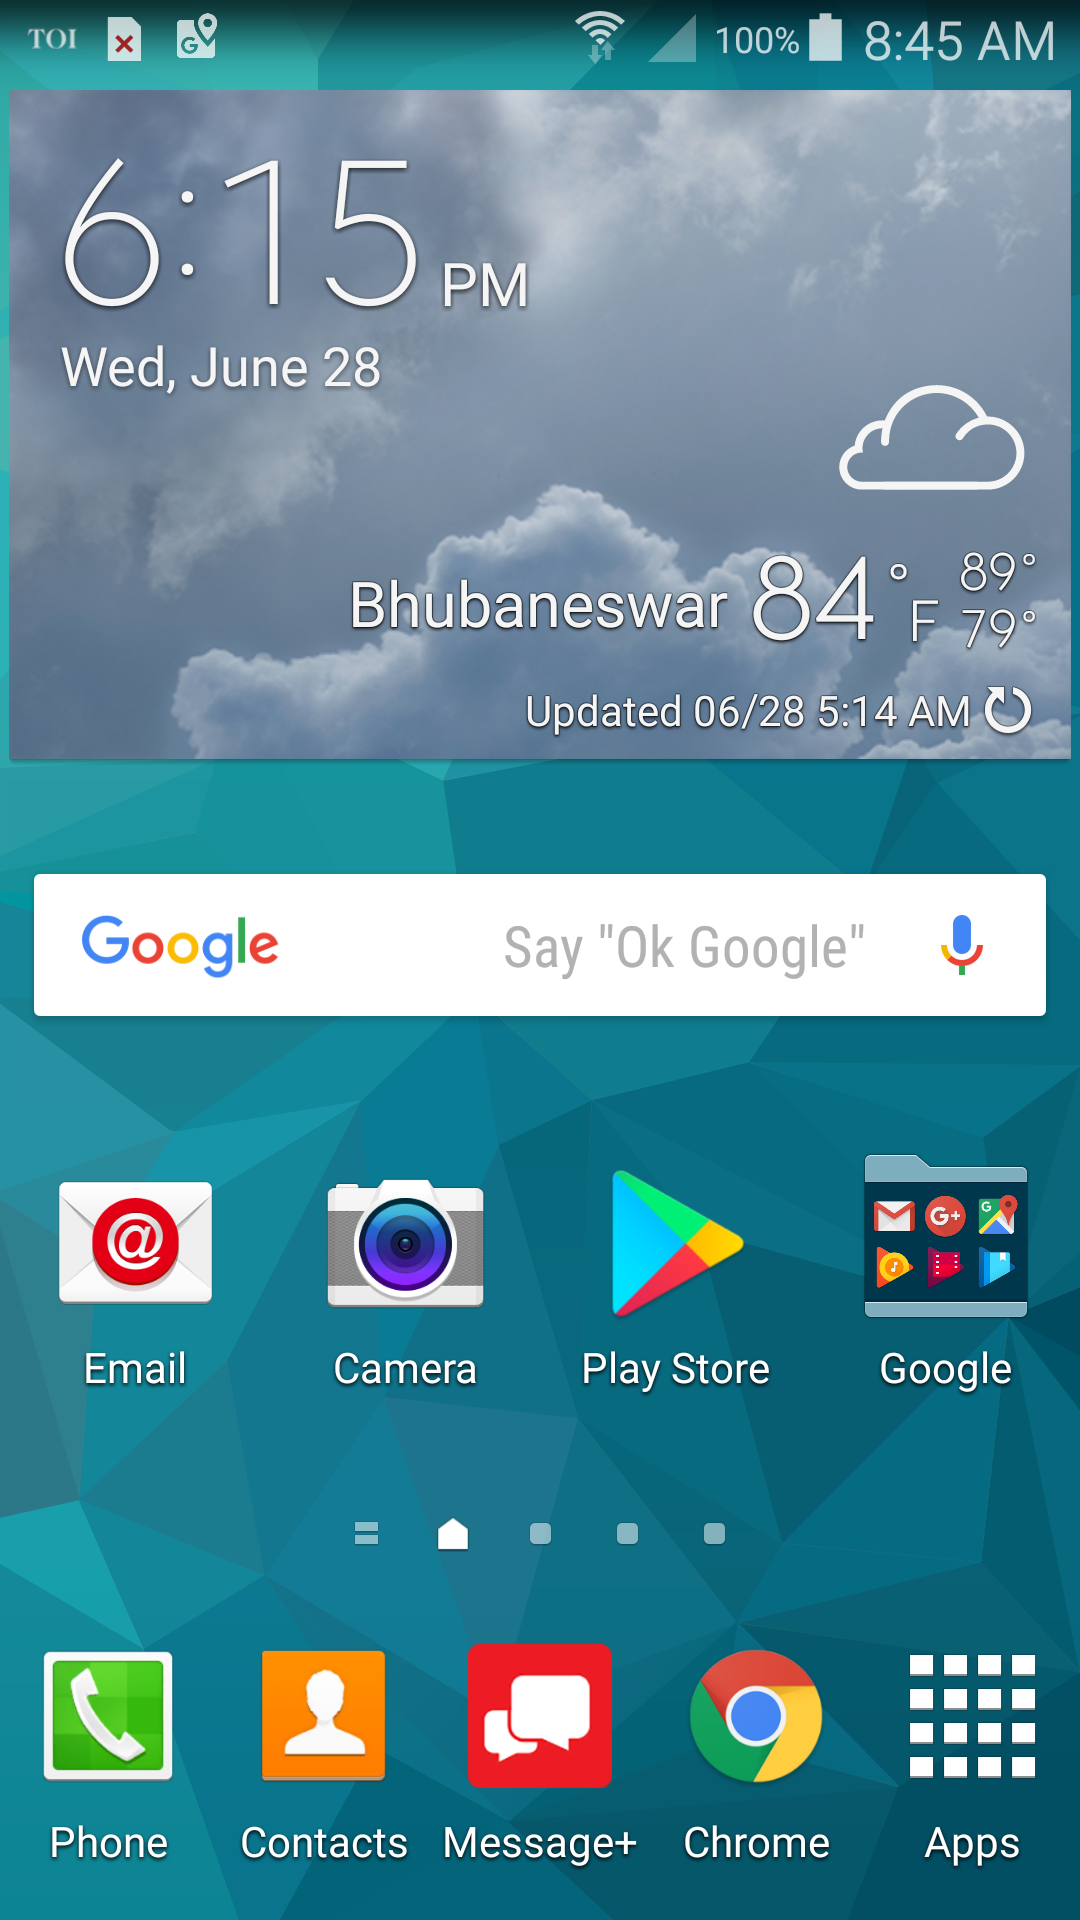 TOI 100% 8:45 AM
6:15 PM
Wed, June 28
Bhubaneswar 84° F 89° 79°
Updated 06/28 5:14 AM
Google Say "Ok Google"
Email Camera Play Store Google
Phone Contacts Message+ Chrome Apps